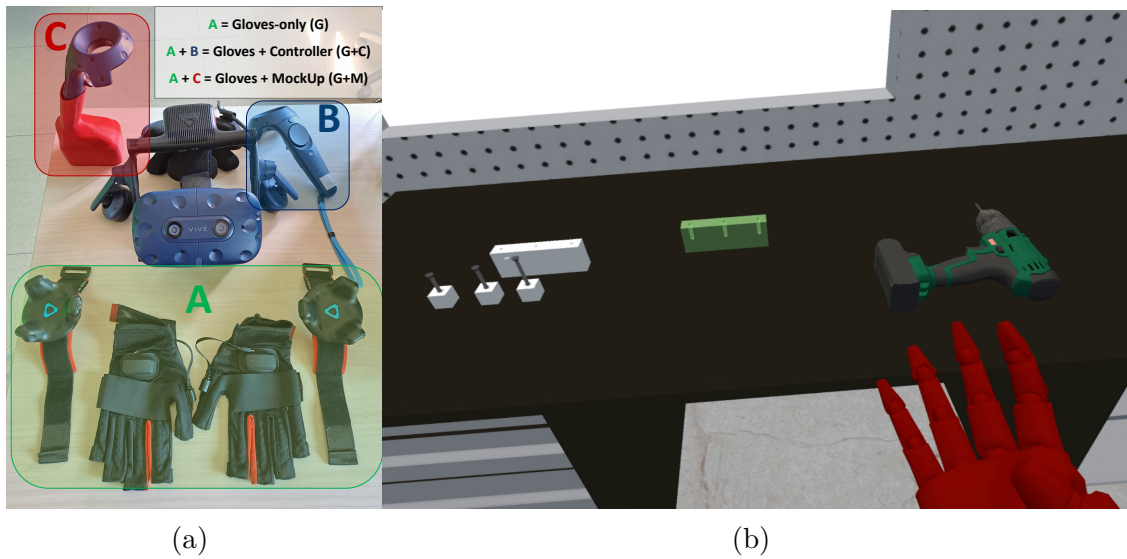 C
A = Gloves-only (G)
A + B = Gloves + Controller (G+C)
A + C = Gloves + MockUp (G+M)
B
VIVE
A
(a)
(b)